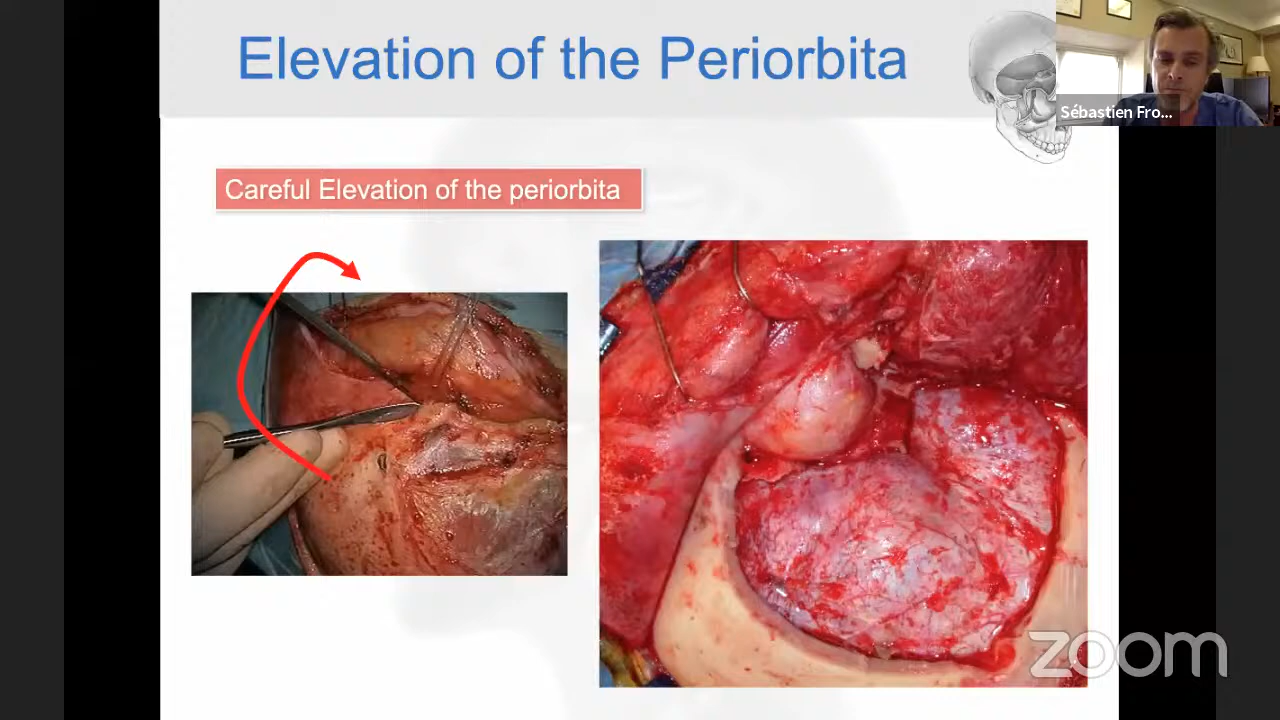 Elevation of the Periorbita
Sébastien Fro...
Careful Elevation of the periorbita
zoom